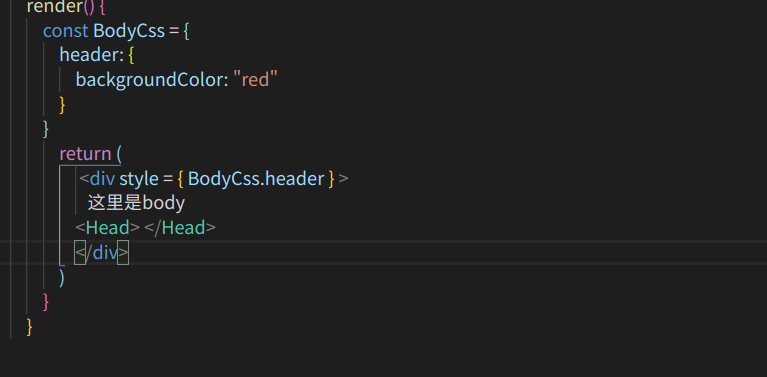 render() {
const BodyCss = {
header: {
backgroundColor: "red"
}
}
return (
<div style = { BodyCss.header } >
这里是body
<Head> </Head>
</div>
)
}
}